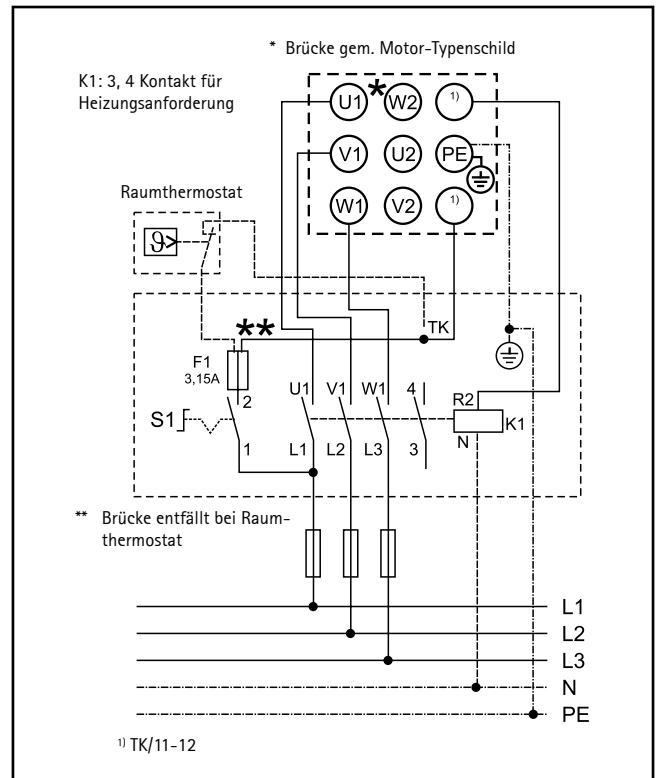 * Brücke gem. Motor-Typenschild
K1: 3, 4 Kontakt für
Heizungsanforderung
U1 * W2 1)
V1 U2 PE
W1 V2 1)
Raumthermostat
ϑ>
** TK
F1
3,15A
2 U1 V1 W1 4 R2
S1 K1
1 L1 L2 L3 3 N
** Brücke entfällt bei Raum-
thermostat
L1
L2
L3
N
PE
1) TK/11-12